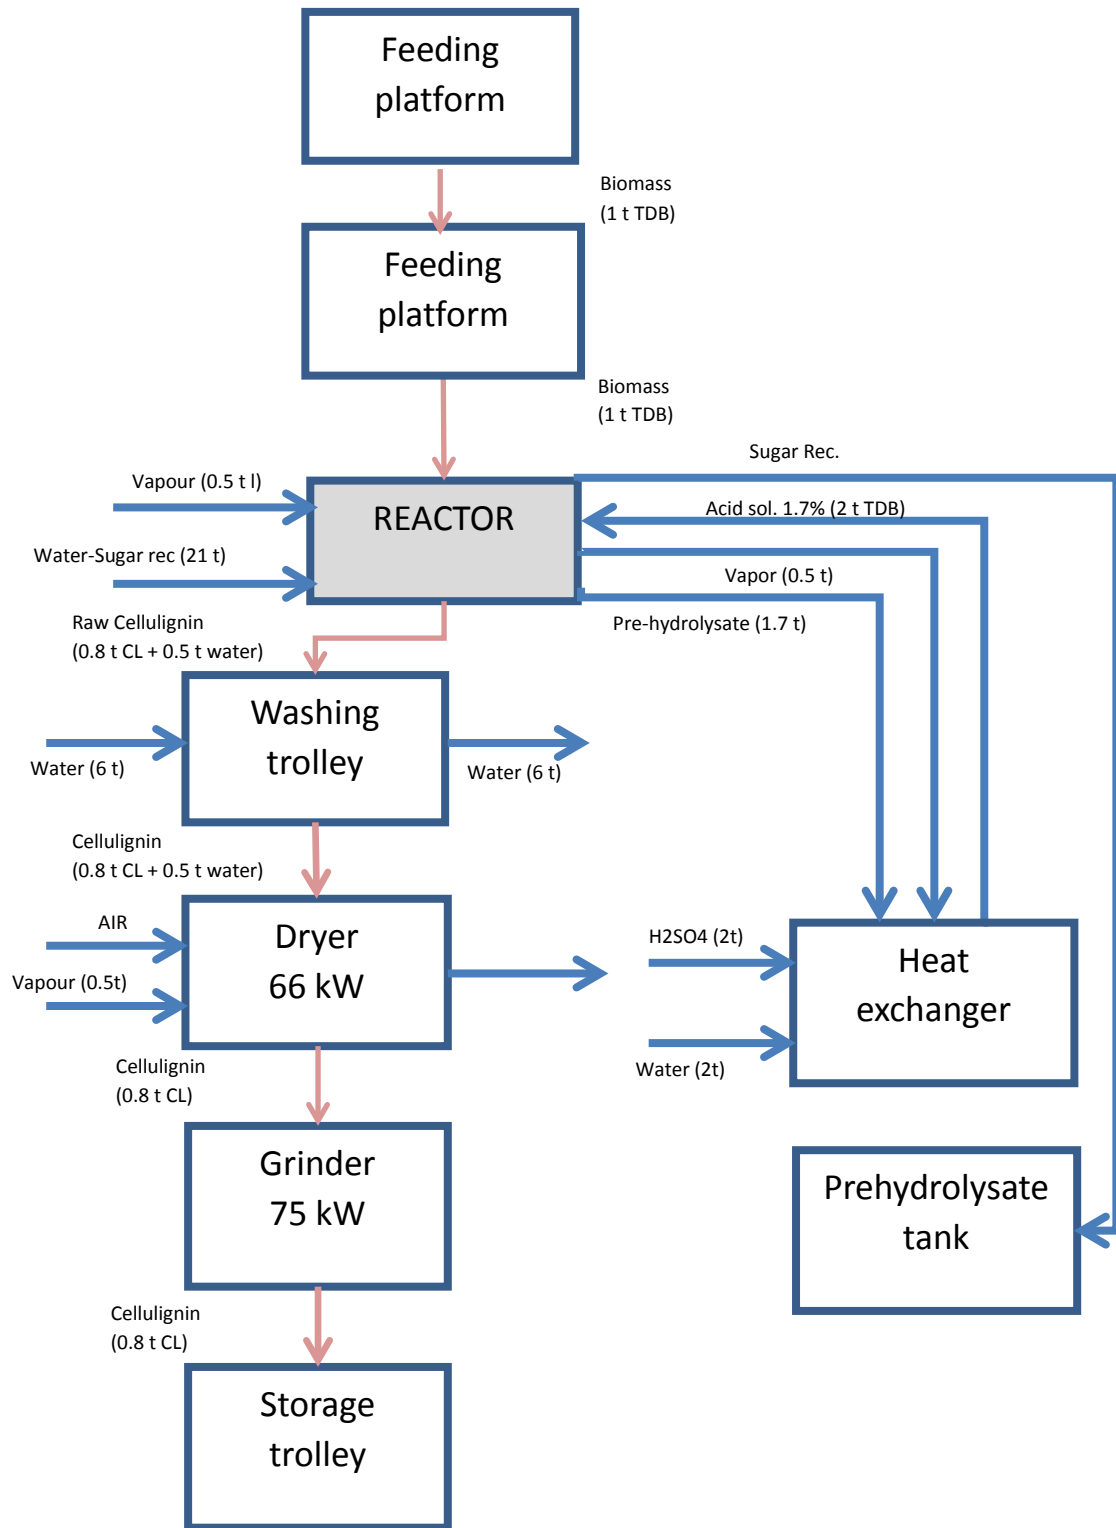 Feeding
platform
Biomass
(1 t TDB)
Feeding
platform
Biomass
(1 t TDB)
Sugar Rec.
Vapour (0.5 t l)
REACTOR
Acid sol. 1.7% (2 t TDB)
Water-Sugar rec (21 t)
Vapor (0.5 t)
Pre-hydrolysate (1.7 t)
Raw Cellulignin
(0.8 t CL + 0.5 t water)
Washing
trolley
Water (6 t)
Water (6 t)
Cellulignin
(0.8 t CL + 0.5 t water)
AIR
Dryer
66 kW
Vapour (0.5t)
H2SO4 (2t)
Heat
exchanger
Water (2t)
Cellulignin
(0.8 t CL)
Grinder
75 kW
Prehydrolysate
tank
Cellulignin
(0.8 t CL)
Storage
trolley